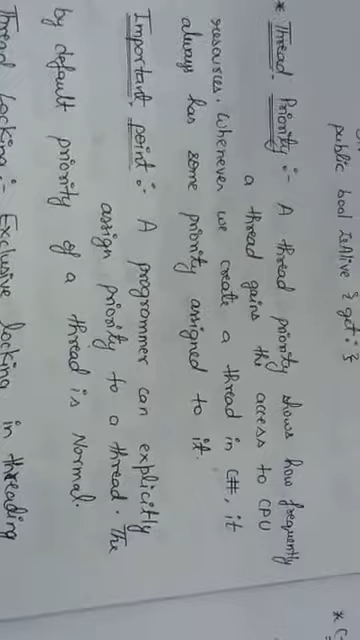 public bool IsAlive { get; }
* Thread Priority :- A thread priority shows how frequently
a thread gains the access to CPU
resources. Whenever we create a thread in C#, it
always has some priority assigned to it.
Important point :- A programmer can explicitly
assign priority to a thread. The
by default priority of a thread is Normal.
Thread Locking :- Exclusive locking in threading